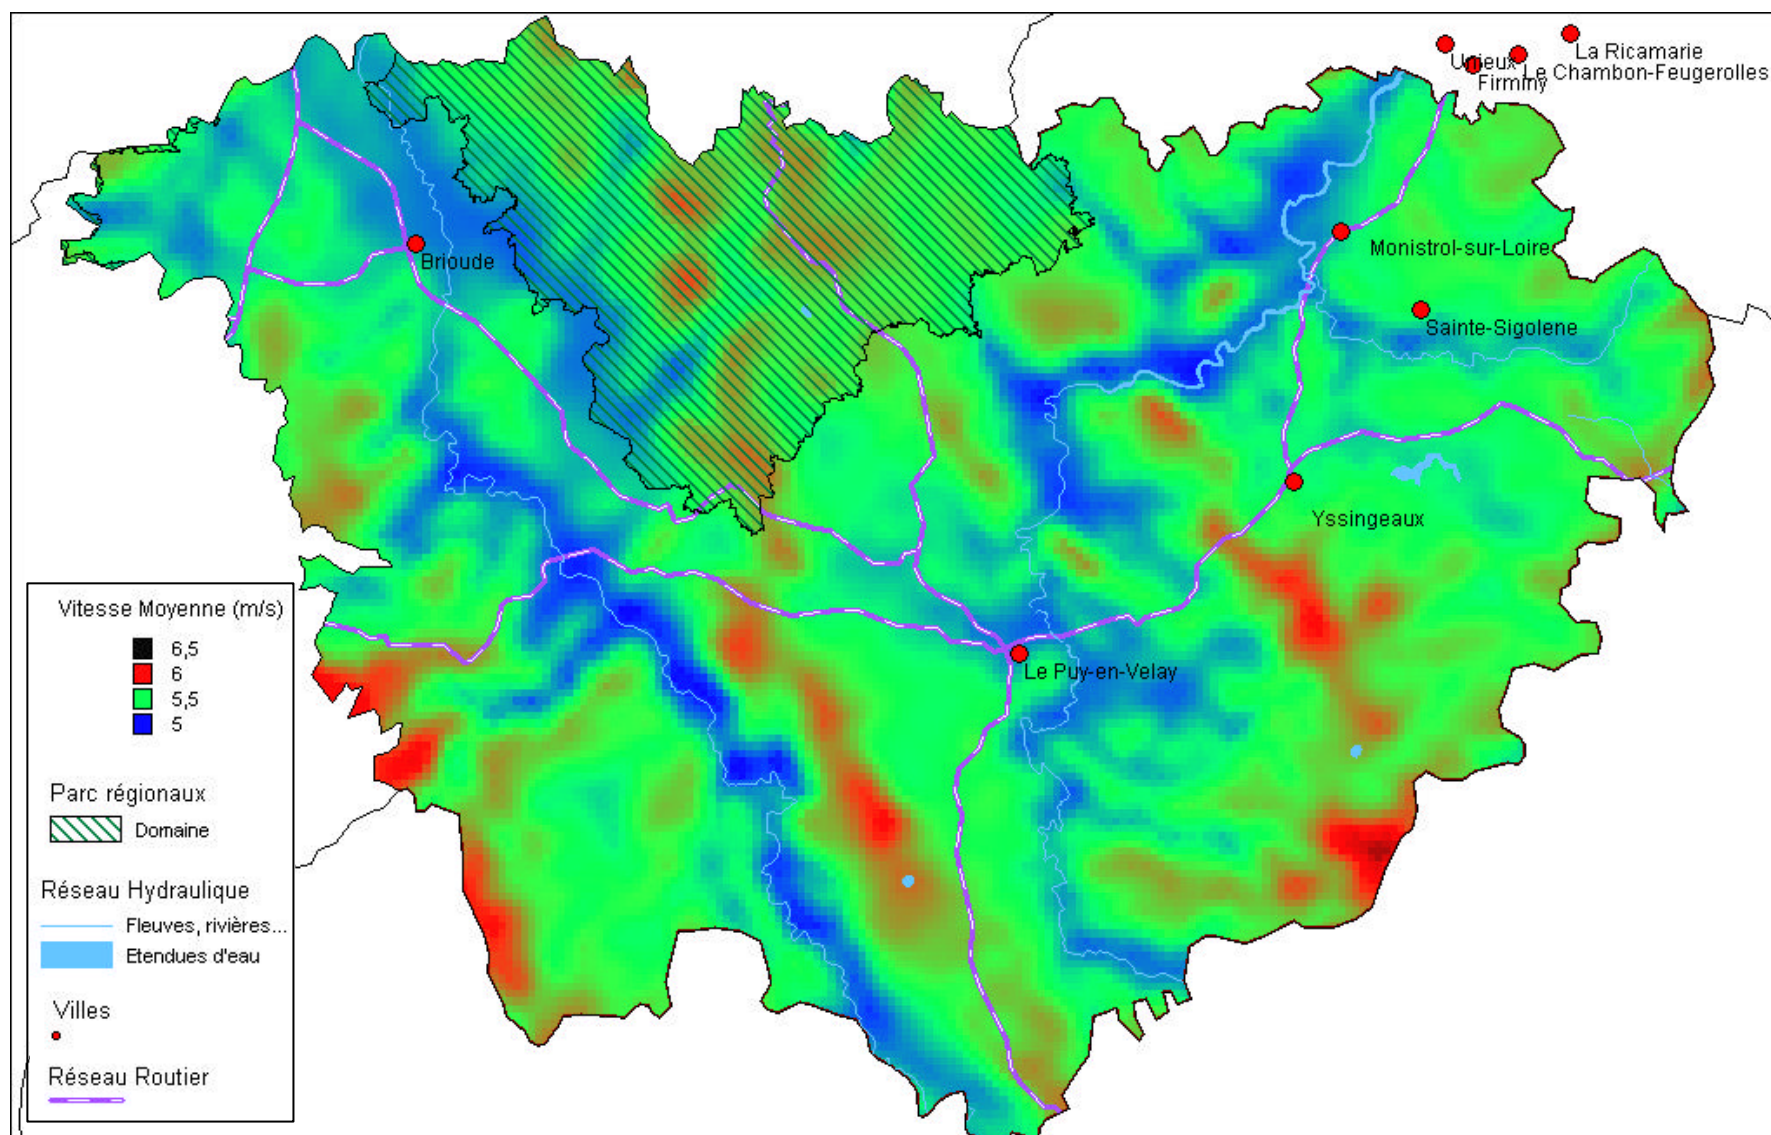 La Ricamarie
Unieux
Le Chambon-Feugerolles
Firminy
Monistrol-sur-Loire
Brioude
Sainte-Sigolene
Yssingeaux
Le Puy-en-Velay
Vitesse Moyenne (m/s)
6,5
6
5,5
5
Parc régionaux
Domaine
Réseau Hydraulique
Fleuves, rivières...
Etendues d'eau
Villes
Réseau Routier